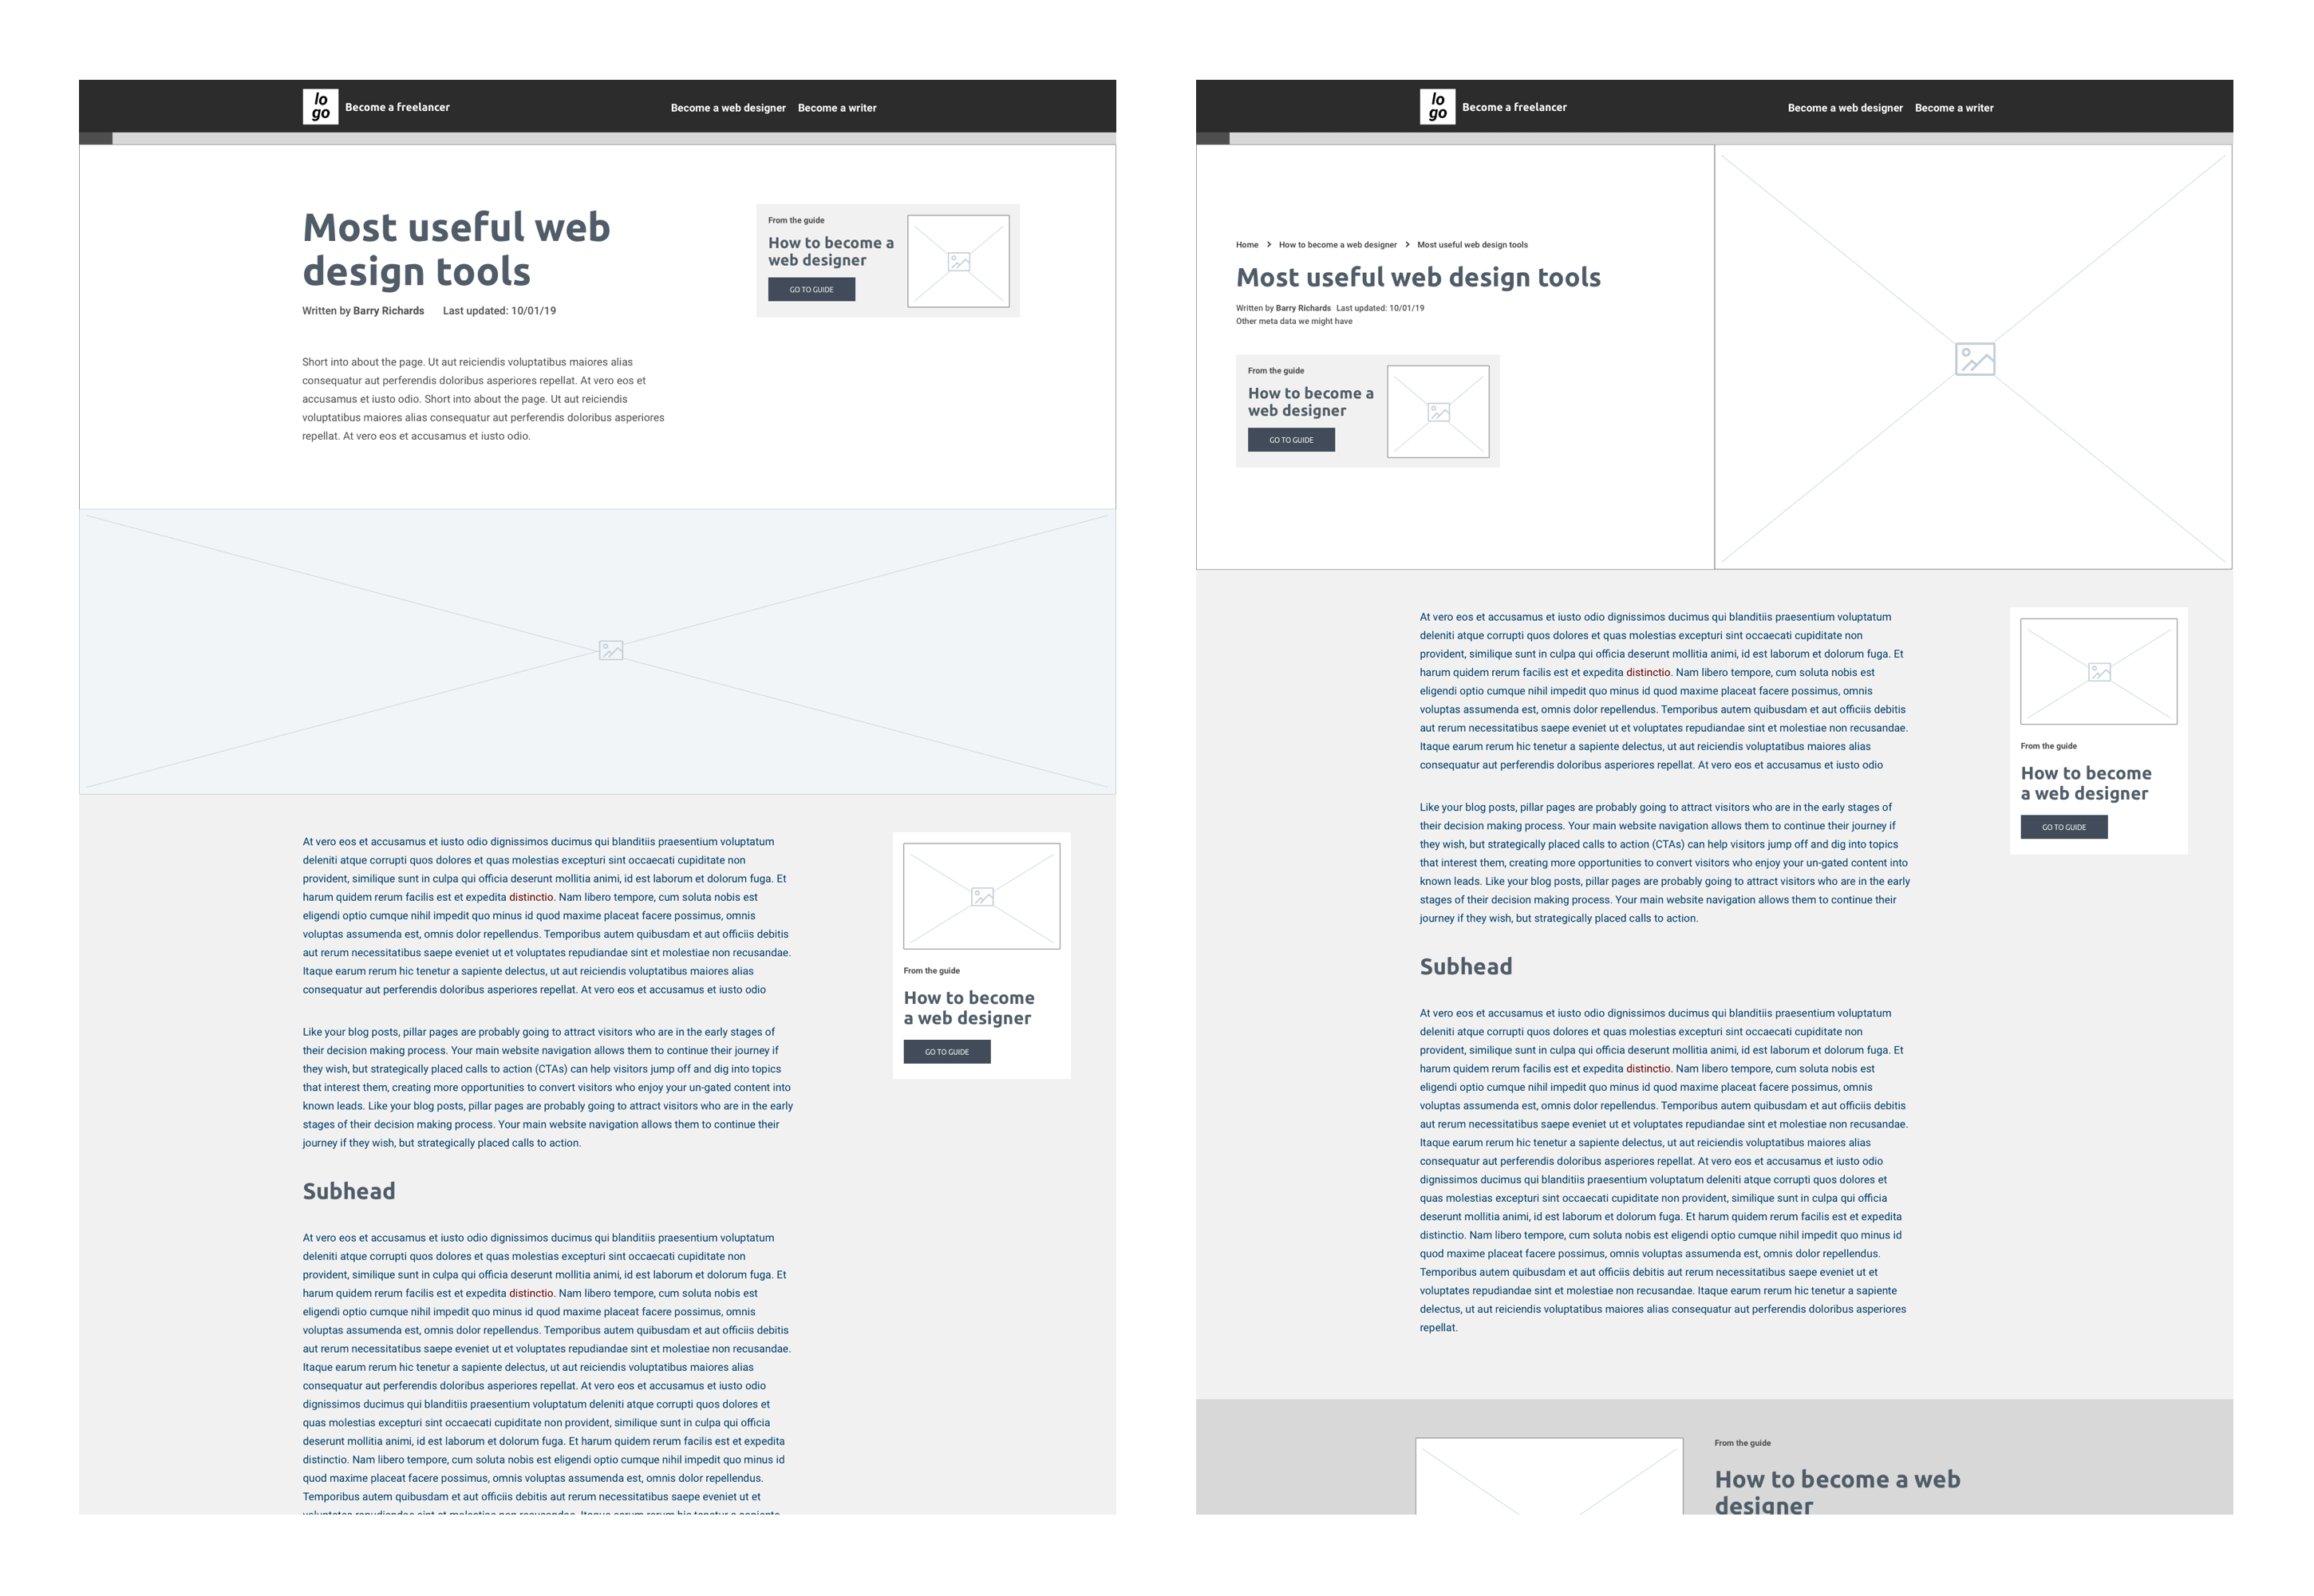 lo
go
Become a freelancer
Become a web designer Become a writer
Most useful web
design tools
Written by Barry Richards Last updated: 10/01/19
From the guide
How to become a
web designer
GO TO GUIDE
Short into about the page. Ut aut reiciendis voluptatibus maiores alias
consequatur aut perferendis doloribus asperiores repellat. At vero eos et
accusamus et iusto odio. Short into about the page. Ut aut reiciendis
voluptatibus maiores alias consequatur aut perferendis doloribus asperiores
repellat. At vero eos et accusamus et iusto odio.
At vero eos et accusamus et iusto odio dignissimos ducimus qui blanditiis praesentium voluptatum
deleniti atque corrupti quos dolores et quas molestias excepturi sint occaecati cupiditate non
provident, similique sunt in culpa qui officia deserunt mollitia animi, id est laborum et dolorum fuga. Et
harum quidem rerum facilis est et expedita distinctio. Nam libero tempore, cum soluta nobis est
eligendi optio cumque nihil impedit quo minus id quod maxime placeat facere possimus, omnis
voluptas assumenda est, omnis dolor repellendus. Temporibus autem quibusdam et aut officiis debitis
aut rerum necessitatibus saepe eveniet ut et voluptates repudiandae sint et molestiae non recusandae.
Itaque earum rerum hic tenetur a sapiente delectus, ut aut reiciendis voluptatibus maiores alias
consequatur aut perferendis doloribus asperiores repellat. At vero eos et accusamus et iusto odio
Like your blog posts, pillar pages are probably going to attract visitors who are in the early stages of
their decision making process. Your main website navigation allows them to continue their journey if
they wish, but strategically placed calls to action (CTAs) can help visitors jump off and dig into topics
that interest them, creating more opportunities to convert visitors who enjoy your un-gated content into
known leads. Like your blog posts, pillar pages are probably going to attract visitors who are in the early
stages of their decision making process. Your main website navigation allows them to continue their
journey if they wish, but strategically placed calls to action.
From the guide
How to become
a web designer
GO TO GUIDE
Subhead
At vero eos et accusamus et iusto odio dignissimos ducimus qui blanditiis praesentium voluptatum
deleniti atque corrupti quos dolores et quas molestias excepturi sint occaecati cupiditate non
provident, similique sunt in culpa qui officia deserunt mollitia animi, id est laborum et dolorum fuga. Et
harum quidem rerum facilis est et expedita distinctio. Nam libero tempore, cum soluta nobis est
eligendi optio cumque nihil impedit quo minus id quod maxime placeat facere possimus, omnis
voluptas assumenda est, omnis dolor repellendus. Temporibus autem quibusdam et aut officiis debitis
aut rerum necessitatibus saepe eveniet ut et voluptates repudiandae sint et molestiae non recusandae.
Itaque earum rerum hic tenetur a sapiente delectus, ut aut reiciendis voluptatibus maiores alias
consequatur aut perferendis doloribus asperiores repellat. At vero eos et accusamus et iusto odio
dignissimos ducimus qui blanditiis praesentium voluptatum deleniti atque corrupti quos dolores et
quas molestias excepturi sint occaecati cupiditate non provident, similique sunt in culpa qui officia
deserunt mollitia animi, id est laborum et dolorum fuga. Et harum quidem rerum facilis est et expedita
distinctio. Nam libero tempore, cum soluta nobis est eligendi optio cumque nihil impedit quo minus id
quod maxime placeat facere possimus, omnis voluptas assumenda est, omnis dolor repellendus.
Temporibus autem quibusdam et aut officiis debitis aut rerum necessitatibus saepe eveniet ut et
lo
go
Become a freelancer
Become a web designer Become a writer
Home > How to become a web designer > Most useful web design tools
Most useful web design tools
Written by Barry Richards Last updated: 10/01/19
Other meta data we might have
From the guide
How to become a
web designer
GO TO GUIDE
At vero eos et accusamus et iusto odio dignissimos ducimus qui blanditiis praesentium voluptatum
deleniti atque corrupti quos dolores et quas molestias excepturi sint occaecati cupiditate non
provident, similique sunt in culpa qui officia deserunt mollitia animi, id est laborum et dolorum fuga. Et
harum quidem rerum facilis est et expedita distinctio. Nam libero tempore, cum soluta nobis est
eligendi optio cumque nihil impedit quo minus id quod maxime placeat facere possimus, omnis
voluptas assumenda est, omnis dolor repellendus. Temporibus autem quibusdam et aut officiis debitis
aut rerum necessitatibus saepe eveniet ut et voluptates repudiandae sint et molestiae non recusandae.
Itaque earum rerum hic tenetur a sapiente delectus, ut aut reiciendis voluptatibus maiores alias
consequatur aut perferendis doloribus asperiores repellat. At vero eos et accusamus et iusto odio
Like your blog posts, pillar pages are probably going to attract visitors who are in the early stages of
their decision making process. Your main website navigation allows them to continue their journey if
they wish, but strategically placed calls to action (CTAs) can help visitors jump off and dig into topics
that interest them, creating more opportunities to convert visitors who enjoy your un-gated content into
known leads. Like your blog posts, pillar pages are probably going to attract visitors who are in the early
stages of their decision making process. Your main website navigation allows them to continue their
journey if they wish, but strategically placed calls to action.
From the guide
How to become
a web designer
GO TO GUIDE
Subhead
At vero eos et accusamus et iusto odio dignissimos ducimus qui blanditiis praesentium voluptatum
deleniti atque corrupti quos dolores et quas molestias excepturi sint occaecati cupiditate non
provident, similique sunt in culpa qui officia deserunt mollitia animi, id est laborum et dolorum fuga. Et
harum quidem rerum facilis est et expedita distinctio. Nam libero tempore, cum soluta nobis est
eligendi optio cumque nihil impedit quo minus id quod maxime placeat facere possimus, omnis
voluptas assumenda est, omnis dolor repellendus. Temporibus autem quibusdam et aut officiis debitis
aut rerum necessitatibus saepe eveniet ut et voluptates repudiandae sint et molestiae non recusandae.
Itaque earum rerum hic tenetur a sapiente delectus, ut aut reiciendis voluptatibus maiores alias
consequatur aut perferendis doloribus asperiores repellat. At vero eos et accusamus et iusto odio
dignissimos ducimus qui blanditiis praesentium voluptatum deleniti atque corrupti quos dolores et
quas molestias excepturi sint occaecati cupiditate non provident, similique sunt in culpa qui officia
deserunt mollitia animi, id est laborum et dolorum fuga. Et harum quidem rerum facilis est et expedita
distinctio. Nam libero tempore, cum soluta nobis est eligendi optio cumque nihil impedit quo minus id
quod maxime placeat facere possimus, omnis voluptas assumenda est, omnis dolor repellendus.
Temporibus autem quibusdam et aut officiis debitis aut rerum necessitatibus saepe eveniet ut et
voluptates repudiandae sint et molestiae non recusandae. Itaque earum rerum hic tenetur a sapiente
delectus, ut aut reiciendis voluptatibus maiores alias consequatur aut perferendis doloribus asperiores
repellat.
From the guide
How to become a web
designer